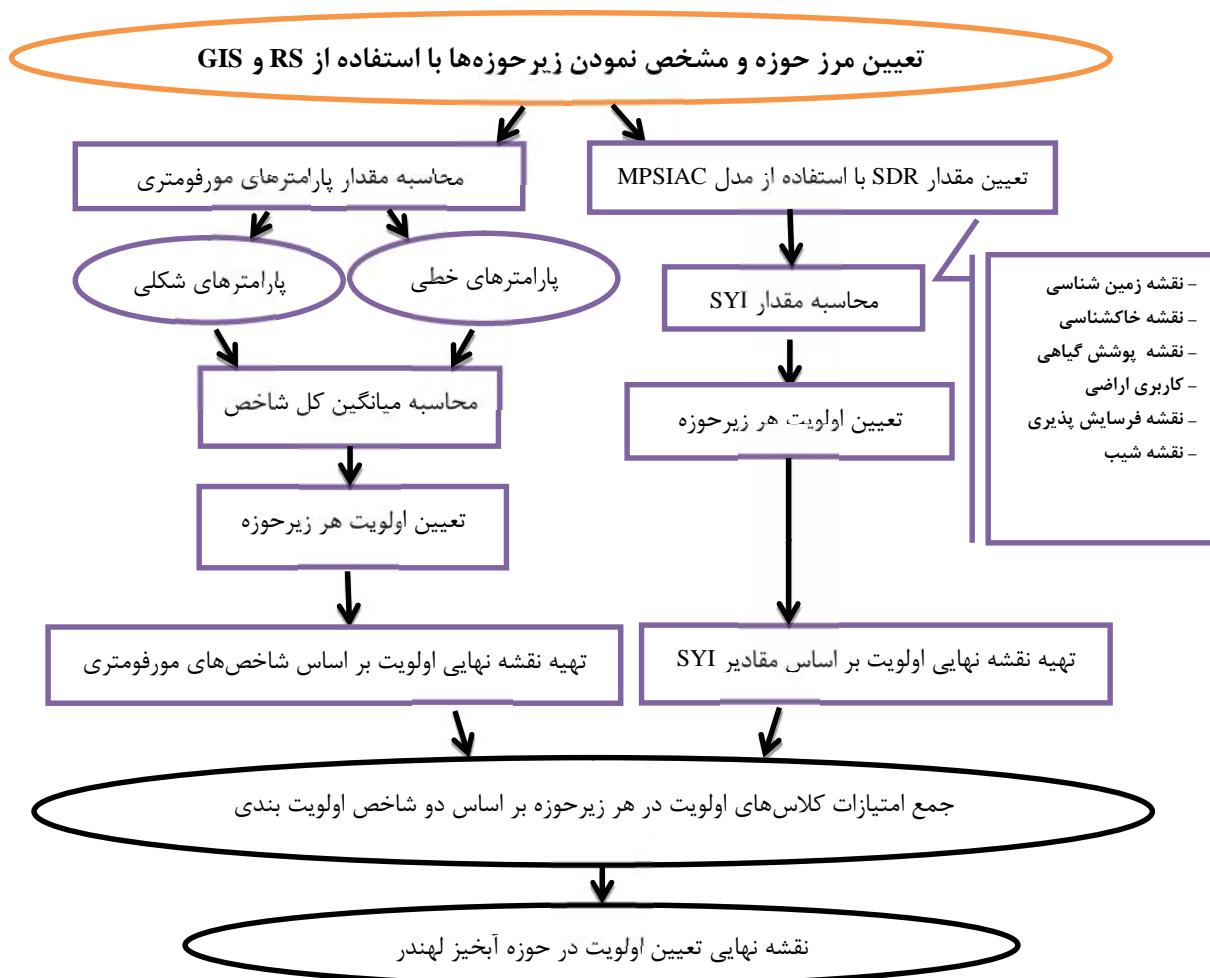 تعیین مرز حوزه و مشخص نمودن زیرحوزه‌ها با استفاده از RS و GIS
تعیین مقدار SDR با استفاده از مدل MPSIAC
محاسبه مقدار پارامترهای مورفومتری
پارامترهای خطی
پارامترهای شکلی
محاسبه مقدار SYI
- نقشه زمین شناسی
- نقشه خاکشناسی
- نقشه پوشش گیاهی
- کاربری اراضی
- نقشه فرسایش پذیری
- نقشه شیب
محاسبه میانگین کل شاخص
تعیین اولویت هر زیرحوزه
تعیین اولویت هر زیرحوزه
تهیه نقشه نهایی اولویت بر اساس مقادیر SYI
تهیه نقشه نهایی اولویت بر اساس شاخص‌های مورفومتری
جمع امتیازات کلاس‌های اولویت در هر زیرحوزه بر اساس دو شاخص اولویت بندی
نقشه نهایی تعیین اولویت در حوزه آبخیز لهندر